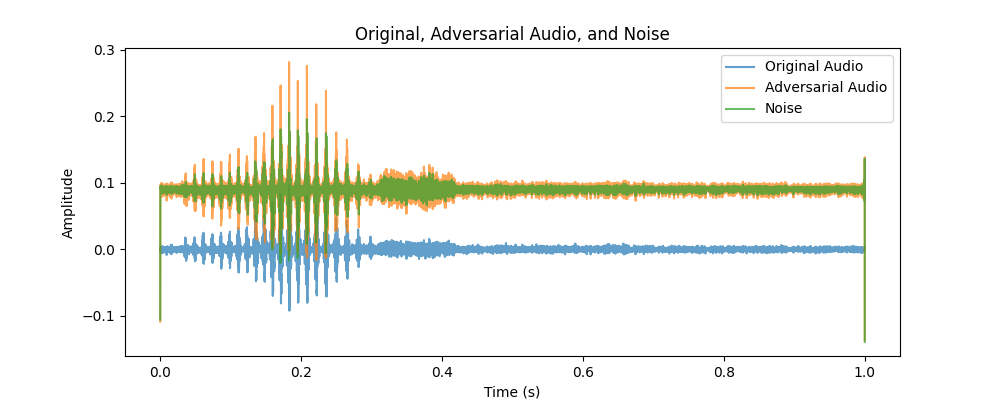 Original, Adversarial Audio, and Noise
Original Audio
Adversarial Audio
Noise
Amplitude
0.3
0.2
0.1
0.0
−0.1
0.0 0.2 0.4 0.6 0.8 1.0
Time (s)